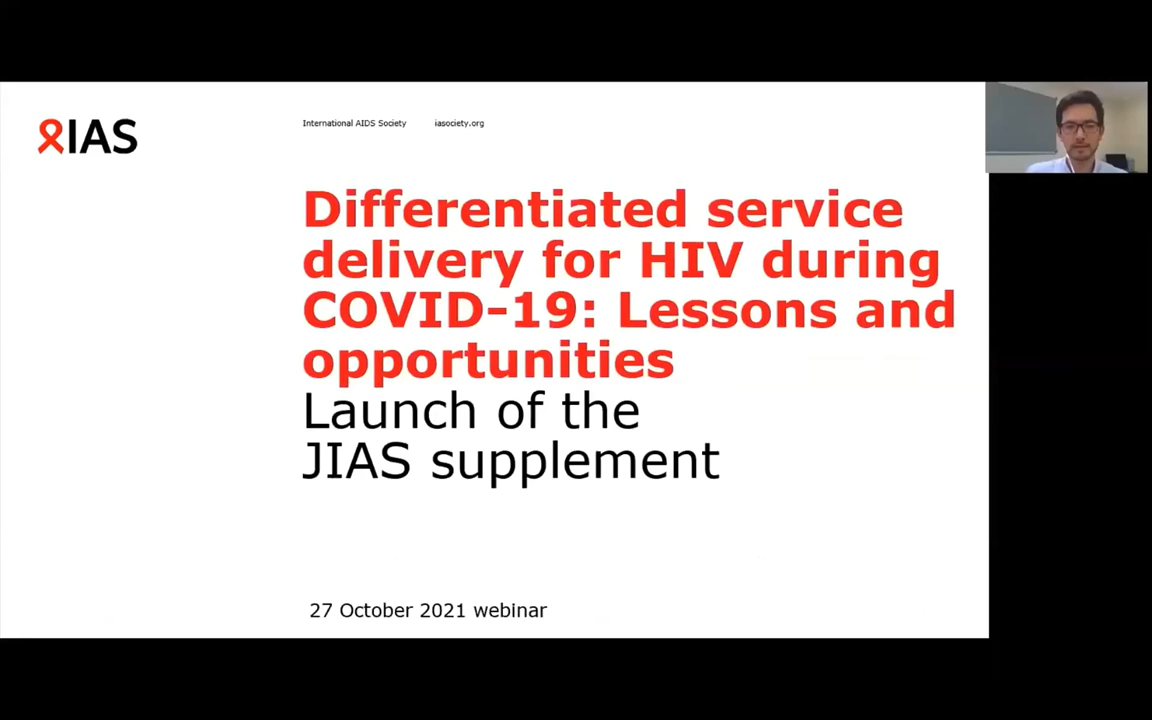 IAS
International AIDS Society iasociety.org
Differentiated service
delivery for HIV during
COVID-19: Lessons and
opportunities
Launch of the
JIAS supplement
27 October 2021 webinar